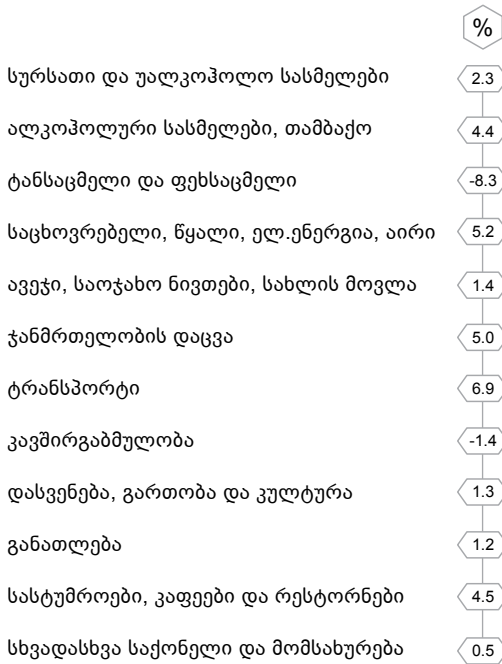 %
სურსათი და უალკოჰოლო სასმელები 2.3
ალკოჰოლური სასმელები, თამბაქო 4.4
ტანსაცმელი და ფეხსაცმელი -8.3
საცხოვრებელი, წყალი, ელ.ენერგია, აირი 5.2
ავეჯი, საოჯახო ნივთები, სახლის მოვლა 1.4
ჯანმრთელობის დაცვა 5.0
ტრანსპორტი 6.9
კავშირგაბმულობა -1.4
დასვენება, გართობა და კულტურა 1.3
განათლება 1.2
სასტუმროები, კაფეები და რესტორნები 4.5
სხვადასხვა საქონელი და მომსახურება 0.5